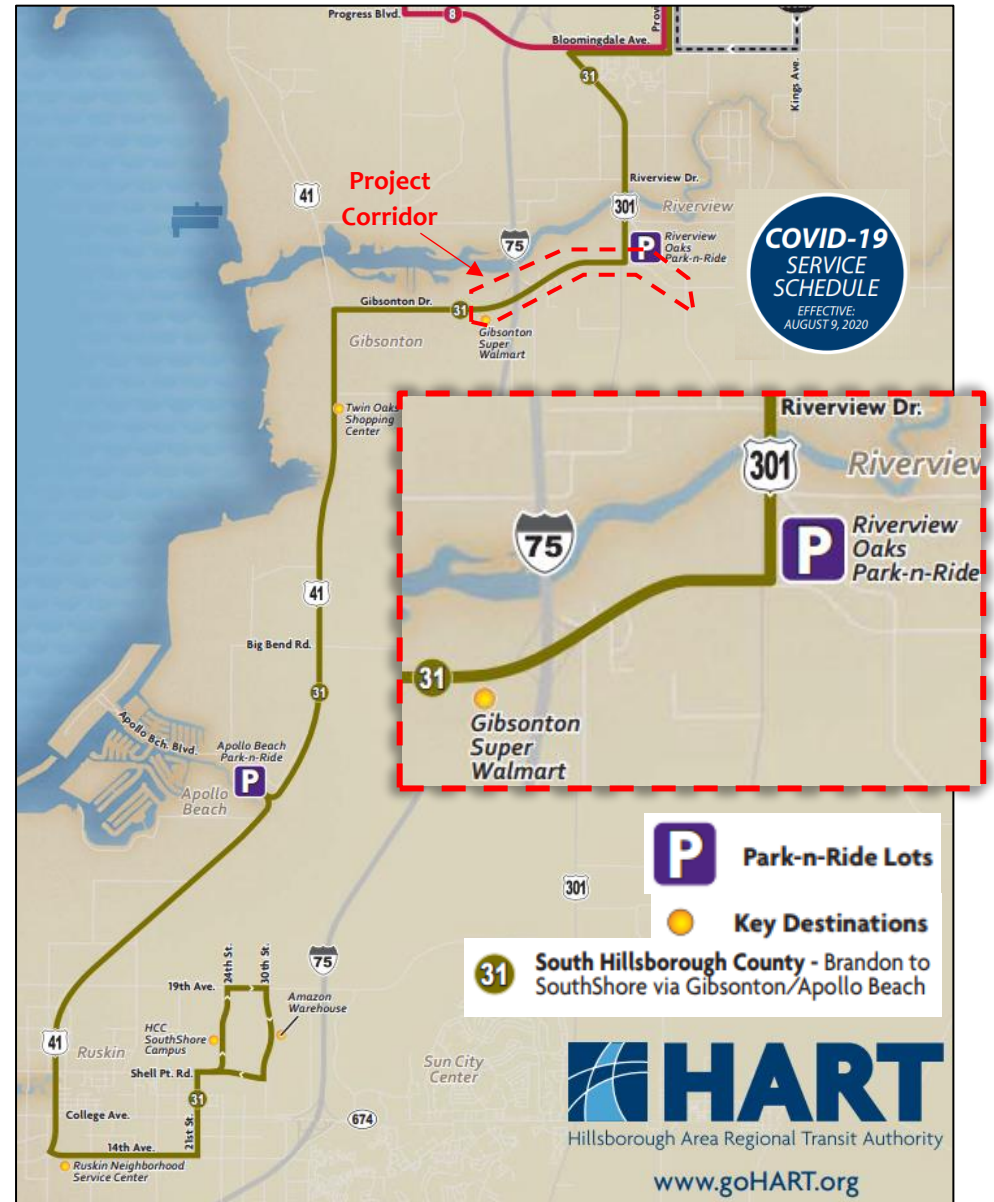 Progress Blvd.
8
Bloomingdale Ave.
Prov
31
Kings Ave.
Riverview Dr.
41
Project
Corridor
301
Riverview
75
P
Riverview
Oaks
Park-n-Ride
COVID-19
SERVICE
SCHEDULE
EFFECTIVE:
AUGUST 9, 2020
Gibsonton Dr.
31
Gibsonton
Gibsonton
Super
Walmart
Twin Oaks
Shopping
Center
Riverview Dr.
301
Riverview
75
P
Riverview
Oaks
Park-n-Ride
31
Gibsonton
Super
Walmart
41
Big Bend Rd.
31
Apollo Bch. Blvd.
Apollo Beach
Park-n-Ride
P
Apollo
Beach
P
Park-n-Ride Lots
301
Key Destinations
31
South Hillsborough County - Brandon to
SouthShore via Gibsonton/Apollo Beach
24th St.
30th St.
75
19th Ave.
Amazon
Warehouse
HCC
SouthShore
Campus
41
Ruskin
Shell Pt. Rd.
Sun City
Center
31
College Ave.
21st St.
674
14th Ave.
Ruskin Neighborhood
Service Center
HART
Hillsborough Area Regional Transit Authority
www.goHART.org